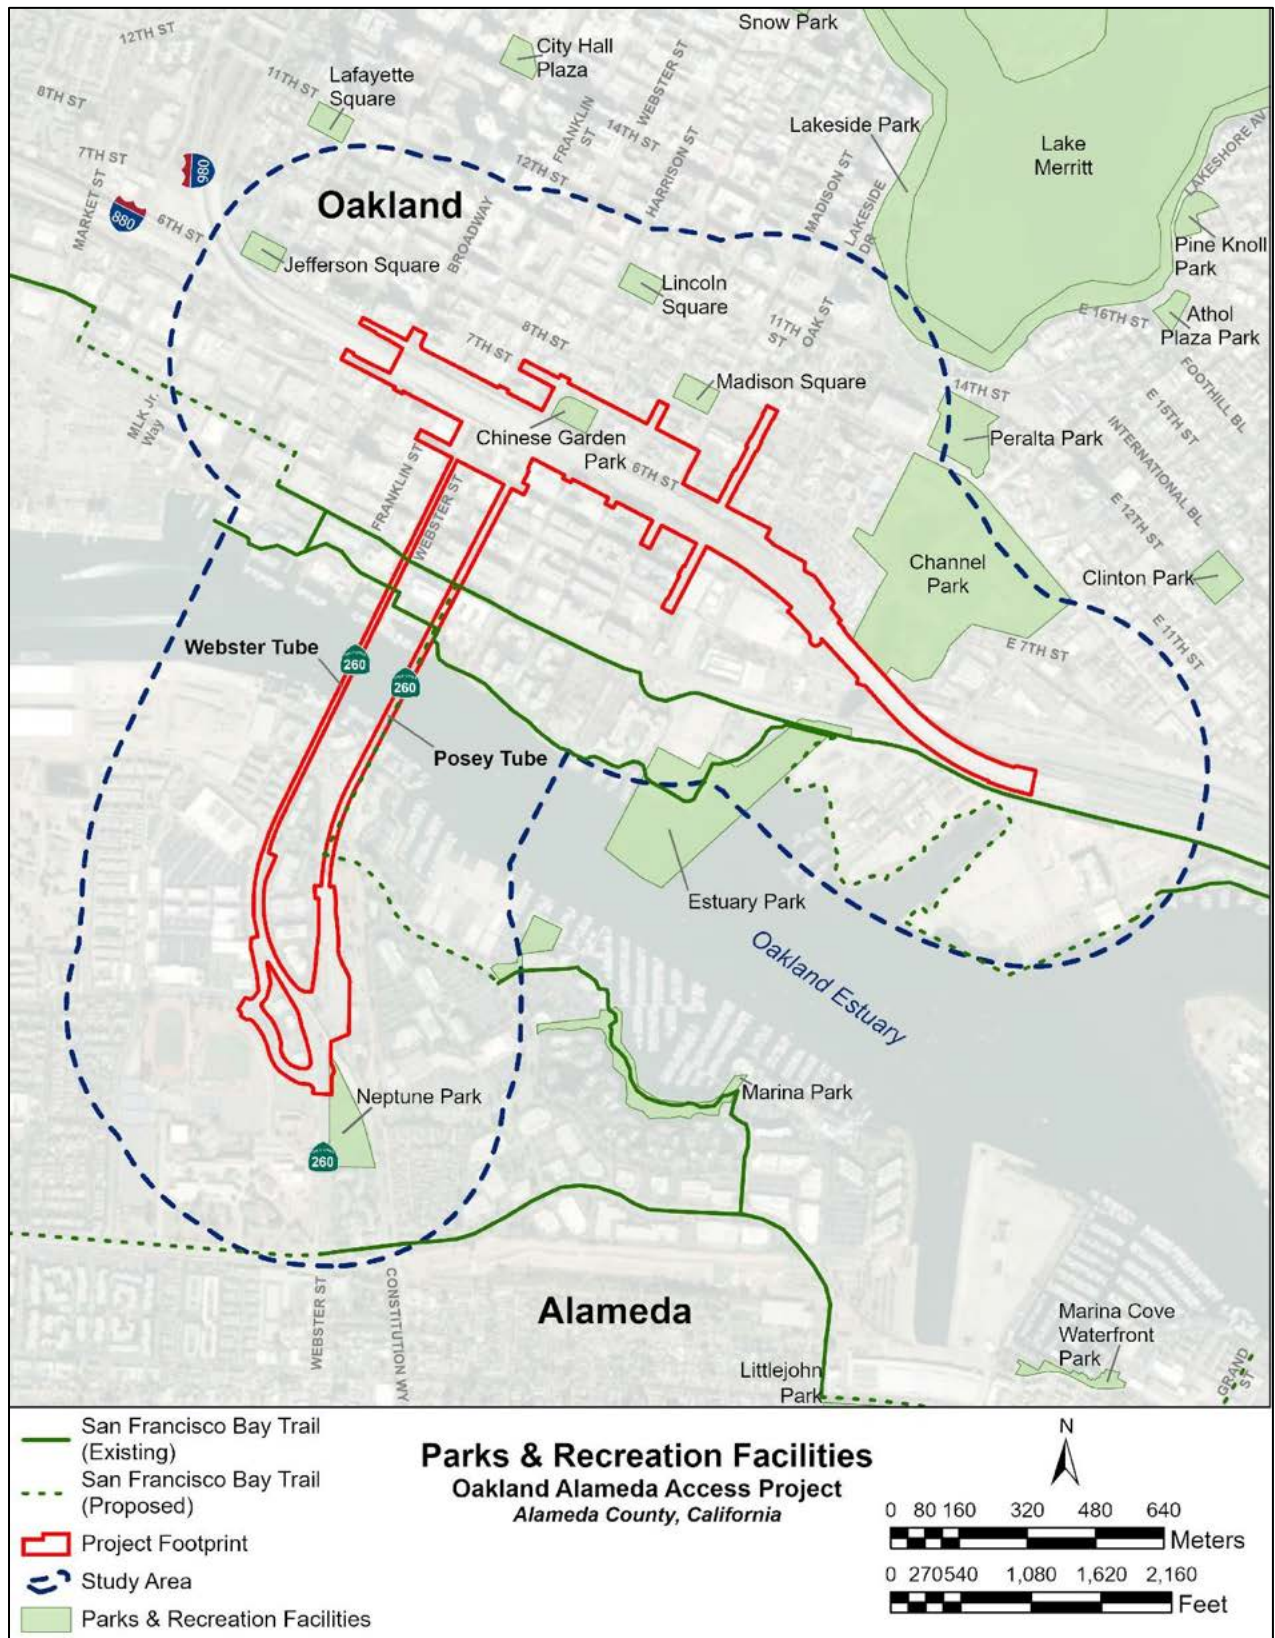 Snow Park
12TH ST
City Hall
Plaza
WEBSTER ST
11TH ST
Lafayette
Square
8TH ST
FRANKLIN
ST
14TH ST
Lakeside Park
Lake
Merritt
LAKESHORE AV
7TH ST
980
12TH ST
HARRISON ST
MADISON ST
MARKET ST
880
6TH ST
Oakland
BROADWAY
LAKESIDE
DR
Pine Knoll
Park
Jefferson Square
Lincoln
Square
11TH
ST
OAK ST
E 16TH ST
Athol
Plaza Park
8TH ST
7TH ST
FOOTHILL BL
Madison Square
14TH ST
E 15TH ST
MLK Jr.
Way
Chinese Garden
Park
6TH ST
Peralta Park
INTERNATIONAL BL
FRANKLIN ST
WEBSTER ST
E 12TH ST
Channel
Park
Clinton Park
E 11TH ST
E 7TH ST
Webster Tube
260
260
Posey Tube
Estuary Park
Oakland Estuary
Neptune Park
Marina Park
260
WEBSTER ST
CONSTITUTION WY
Alameda
Marina Cove
Waterfront
Park
Littlejohn
Park
GRAND
ST
San Francisco Bay Trail
(Existing)
San Francisco Bay Trail
(Proposed)
Project Footprint
Study Area
Parks & Recreation Facilities
Parks & Recreation Facilities
Oakland Alameda Access Project
Alameda County, California
N
0 80 160 320 480 640
Meters
0 270 540 1,080 1,620 2,160
Feet